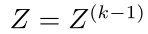 Z = Z^{(k-1)}